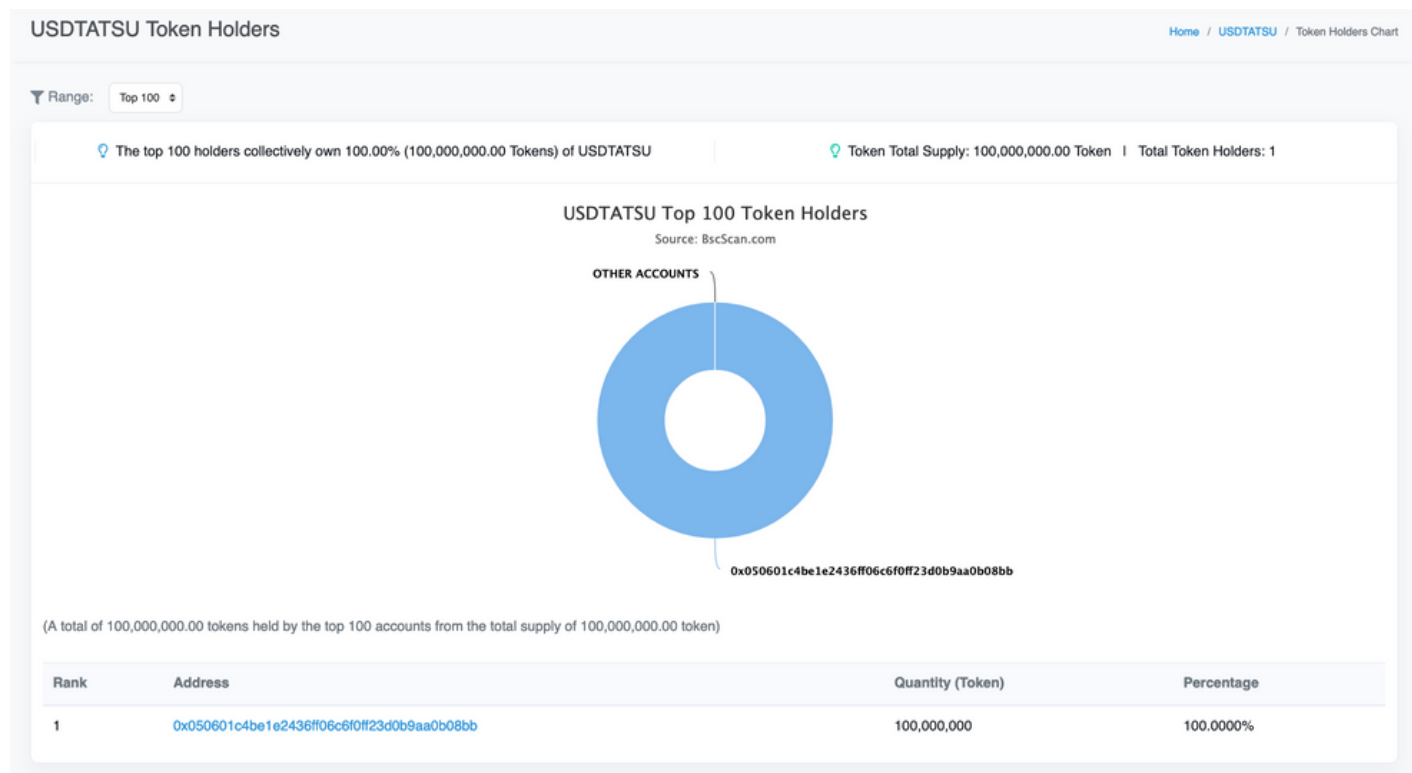 USDTATSU Token Holders
Home / USDTATSU / Token Holders Chart
Range: Top 100
The top 100 holders collectively own 100.00% (100,000,000.00 Tokens) of USDTATSU
Token Total Supply: 100,000,000.00 Token | Total Token Holders: 1
USDTATSU Top 100 Token Holders
Source: BscScan.com
OTHER ACCOUNTS
0x050601c4be1e2436ff06c6f0ff23d0b9aa0b08bb
(A total of 100,000,000.00 tokens held by the top 100 accounts from the total supply of 100,000,000.00 token)
Rank Address Quantity (Token) Percentage
1 0x050601c4be1e2436ff06c6f0ff23d0b9aa0b08bb 100,000,000 100.0000%